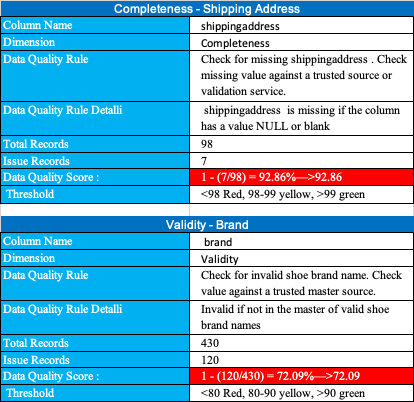 Completeness - Shipping Address
Column Name shippingaddress
Dimension Completeness
Data Quality Rule Check for missing shippingaddress . Check
missing value against a trusted source or
validation service.
Data Quality Rule Detalli shippingaddress is missing if the column
has a value NULL or blank
Total Records 98
Issue Records 7
Data Quality Score : 1 - (7/98) = 92.86%—>92.86
Threshold <98 Red, 98-99 yellow, >99 green
Validity - Brand
Column Name brand
Dimension Validity
Data Quality Rule Check for invalid shoe brand name. Check
value against a trusted master source.
Data Quality Rule Detalli Invalid if not in the master of valid shoe
brand names
Total Records 430
Issue Records 120
Data Quality Score : 1 - (120/430) = 72.09%—>72.09
Threshold <80 Red, 80-90 yellow, >90 green